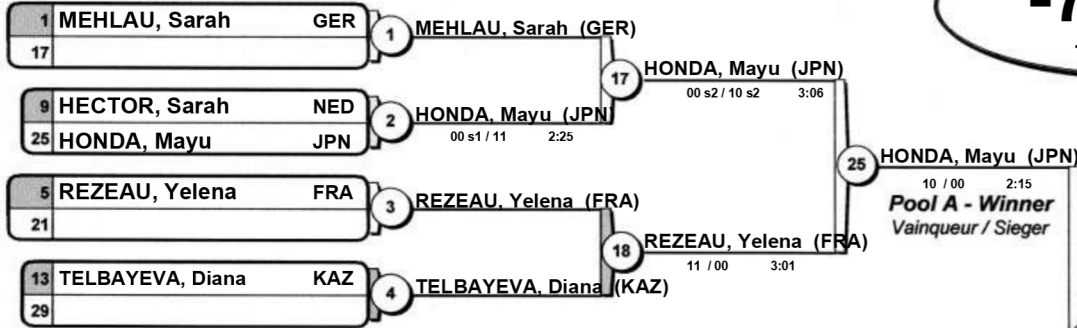 1 MEHLAU, Sarah GER
17
1 MEHLAU, Sarah (GER)
9 HECTOR, Sarah NED
25 HONDA, Mayu JPN
2 HONDA, Mayu (JPN)
00 s1 / 11 2:25
17 HONDA, Mayu (JPN)
00 s2 / 10 s2 3:06
5 REZEAU, Yelena FRA
21
3 REZEAU, Yelena (FRA)
13 TELBAYEVA, Diana KAZ
29
4 TELBAYEVA, Diana (KAZ)
18 REZEAU, Yelena (FRA)
11 / 00 3:01
25 HONDA, Mayu (JPN)
10 / 00 2:15
Pool A - Winner
Vainqueur / Sieger